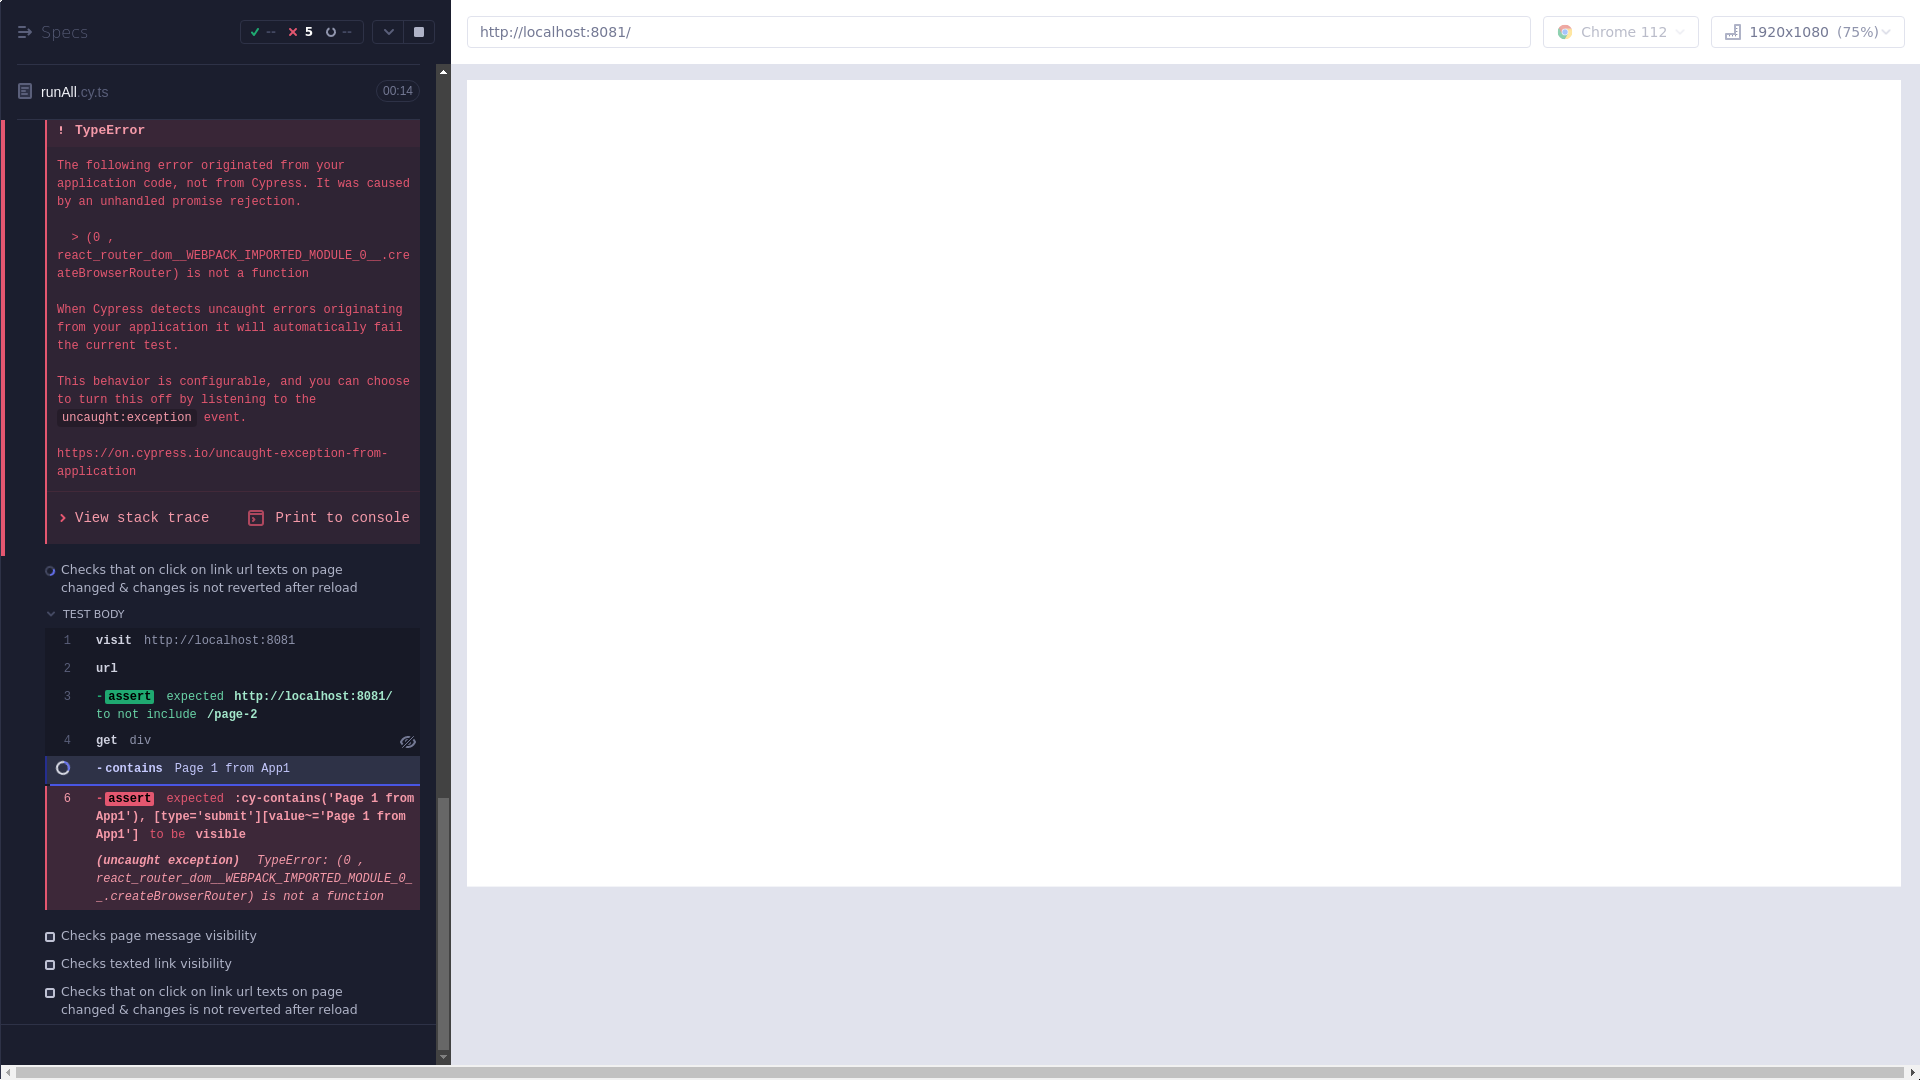 Specs
-- 5 --
http://localhost:8081/
Chrome 112
1920x1080 (75%)
runAll.cy.ts
00:14
! TypeError
The following error originated from your
application code, not from Cypress. It was caused
by an unhandled promise rejection.
> (0 ,
react_router_dom__WEBPACK_IMPORTED_MODULE_0__.cre
ateBrowserRouter) is not a function
When Cypress detects uncaught errors originating
from your application it will automatically fail
the current test.
This behavior is configurable, and you can choose
to turn this off by listening to the
uncaught:exception event.
https://on.cypress.io/uncaught-exception-from-
application
> View stack trace
Print to console
Checks that on click on link url texts on page
changed & changes is not reverted after reload
TEST BODY
1 visit http://localhost:8081
2 url
3 -assert expected http://localhost:8081/
to not include /page-2
4 get div
-contains Page 1 from App1
6 -assert expected :cy-contains('Page 1 from
App1'), [type='submit'][value~='Page 1 from
App1'] to be visible
(uncaught exception) TypeError: (0 ,
react_router_dom__WEBPACK_IMPORTED_MODULE_0_
_.createBrowserRouter) is not a function
Checks page message visibility
Checks texted link visibility
Checks that on click on link url texts on page
changed & changes is not reverted after reload